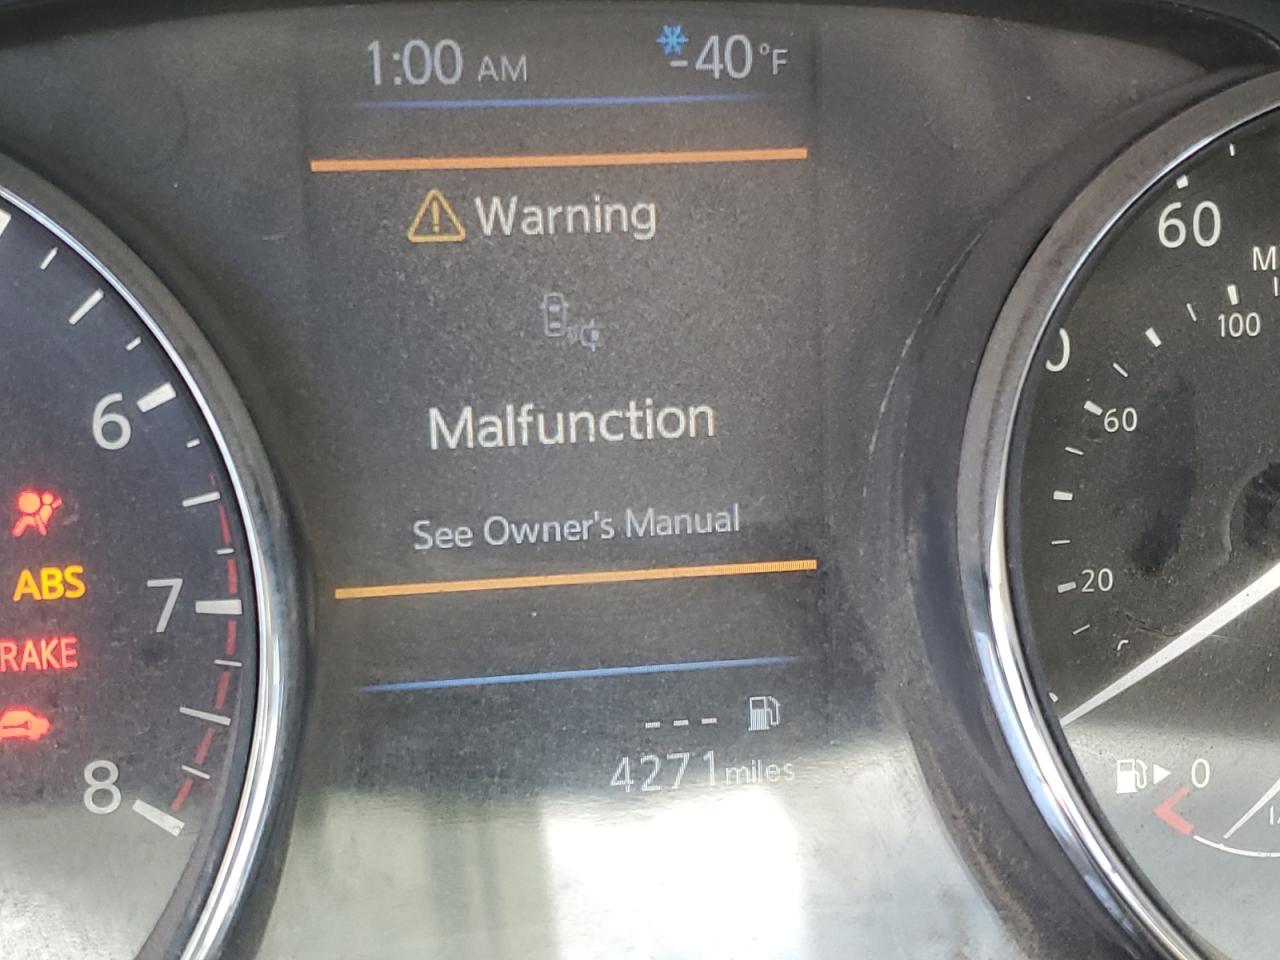 1:00 AM -40°F
Warning
Malfunction
See Owner's Manual
--- 
4271 miles
6
7
8
ABS
RAKE
60
100
60
20
0